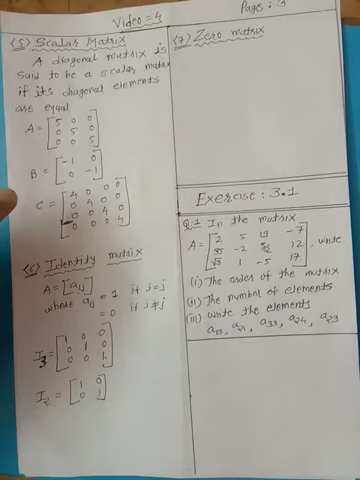 Video = 4
Page : 3
(5) Scalar Matrix
A diagonal matrix is
said to be a scalar matrix
if its diagonal elements
are equal
A = [5 0 0
0 5 0
0 0 5]
B = [-1 0
0 -1]
C = [4 0 0 0
0 4 0 0
0 0 4 0
0 0 0 4]
(6) Identity matrix
A = [aij]
where aij = 1 if i=j
= 0 if i≠j
I3 = [1 0 0
0 1 0
0 0 1]
I2 = [1 0
0 1]
(7) Zero matrix
Exercise : 3.1
Q:1 In the matrix
A = [2 5 19 -7
35 -2 5/2 12
√3 1 -5 17], write
(i) The order of the matrix
(ii) The number of elements
(iii) Write the elements
a13, a21, a33, a24, a23